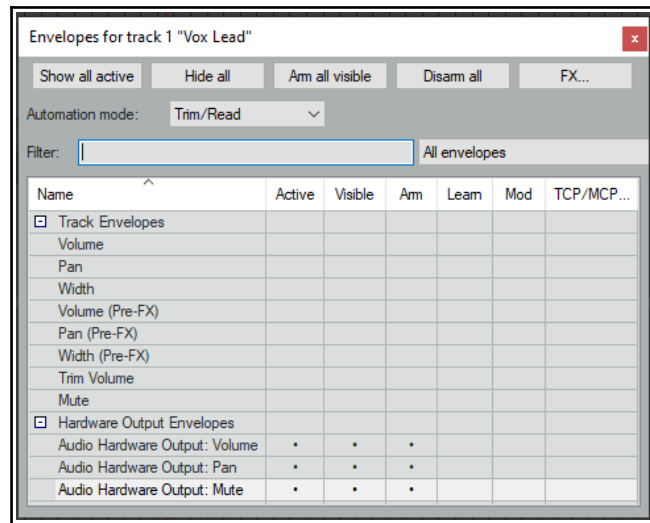 Envelopes for track 1 "Vox Lead"
x
Show all active Hide all Arm all visible Disarm all FX...
Automation mode: Trim/Read
Filter: All envelopes
Name Active Visible Arm Learn Mod TCP/MCP...
Track Envelopes
Volume
Pan
Width
Volume (Pre-FX)
Pan (Pre-FX)
Width (Pre-FX)
Trim Volume
Mute
Hardware Output Envelopes
Audio Hardware Output: Volume • • •
Audio Hardware Output: Pan • • •
Audio Hardware Output: Mute • • •